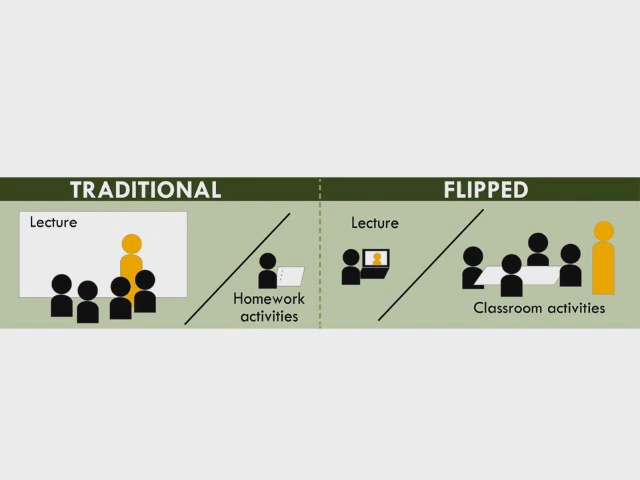 TRADITIONAL
Lecture
Homework
activities
FLIPPED
Lecture
Classroom activities